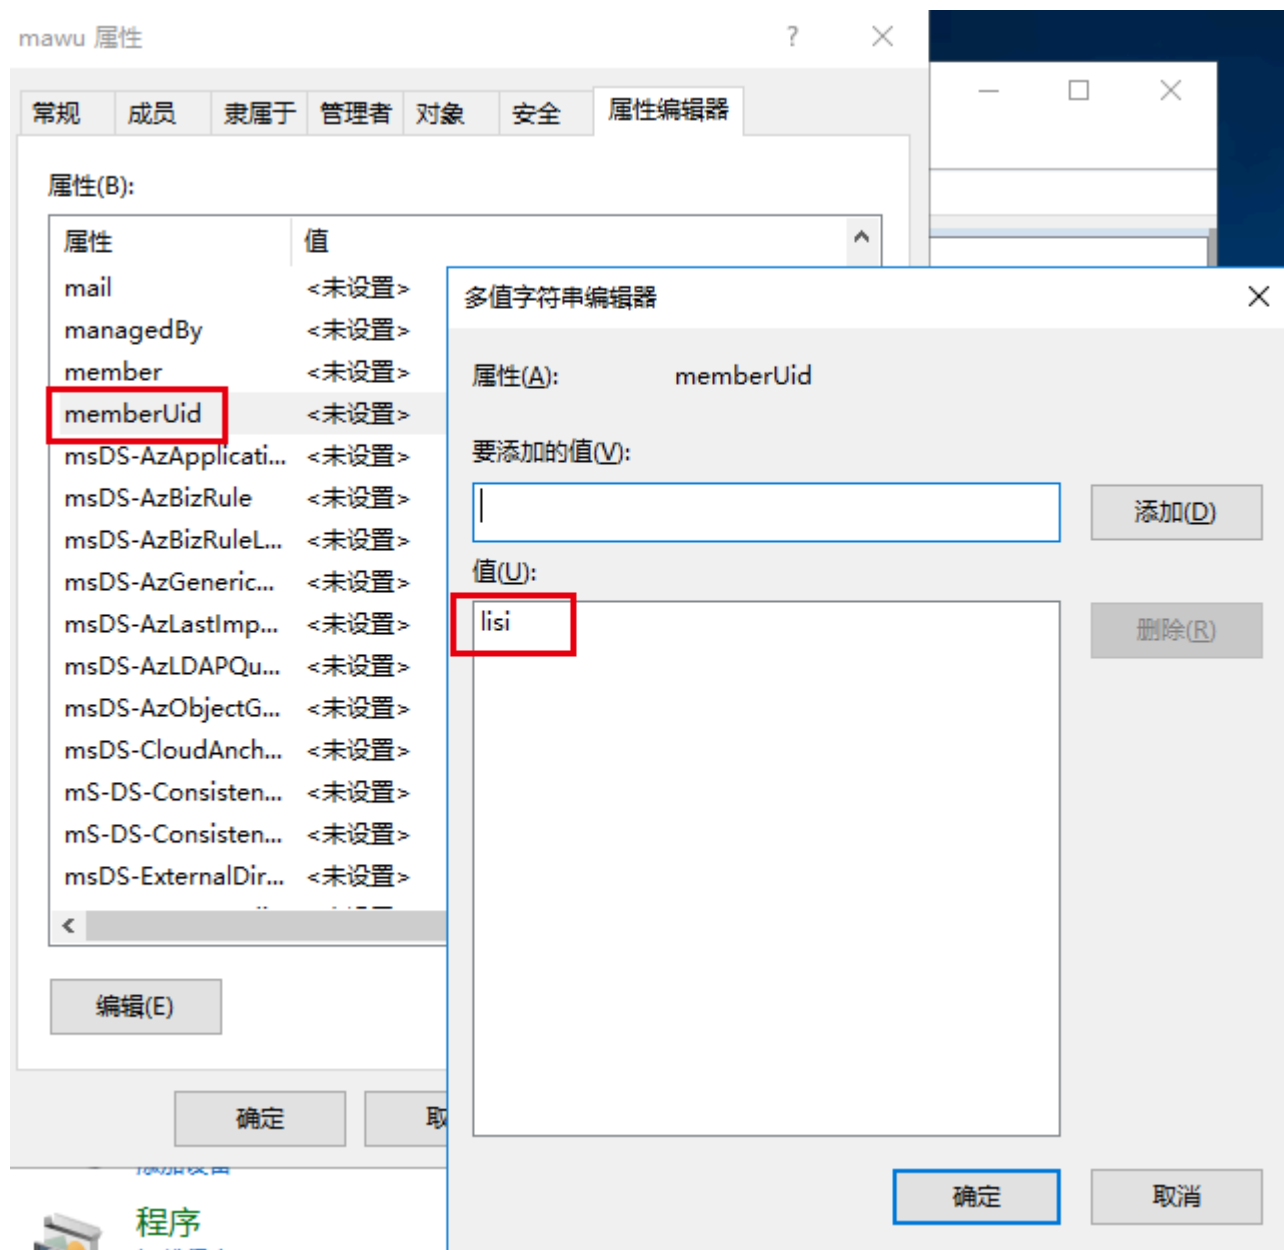 mawu 属性
?
常规 成员 隶属于 管理者 对象 安全 属性编辑器
属性(B):
属性 值
mail <未设置>
managedBy <未设置>
member <未设置>
memberUid <未设置>
msDS-AzApplicati... <未设置>
msDS-AzBizRule <未设置>
msDS-AzBizRuleL... <未设置>
msDS-AzGeneric... <未设置>
msDS-AzLastImp... <未设置>
msDS-AzLDAPQu... <未设置>
msDS-AzObjectG... <未设置>
msDS-CloudAnch... <未设置>
mS-DS-Consisten... <未设置>
mS-DS-Consisten... <未设置>
msDS-ExternalDir... <未设置>
编辑(E)
确定
多值字符串编辑器
属性(A): memberUid
要添加的值(V):
添加(D)
值(U):
lisi
删除(R)
确定 取消
程序